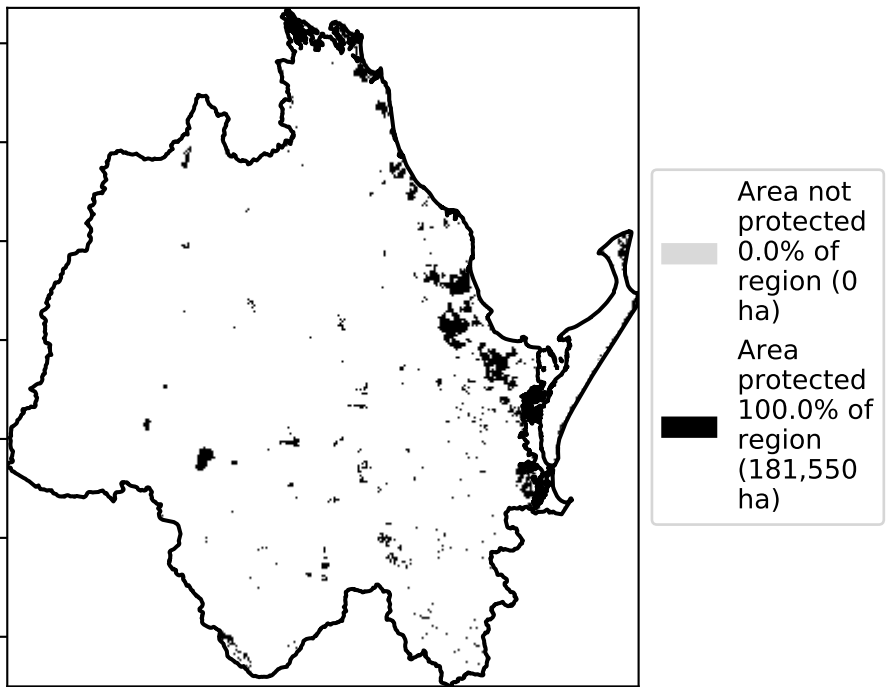 Area not
protected
0.0% of
region (0
ha)
Area
protected
100.0% of
region
(181,550
ha)